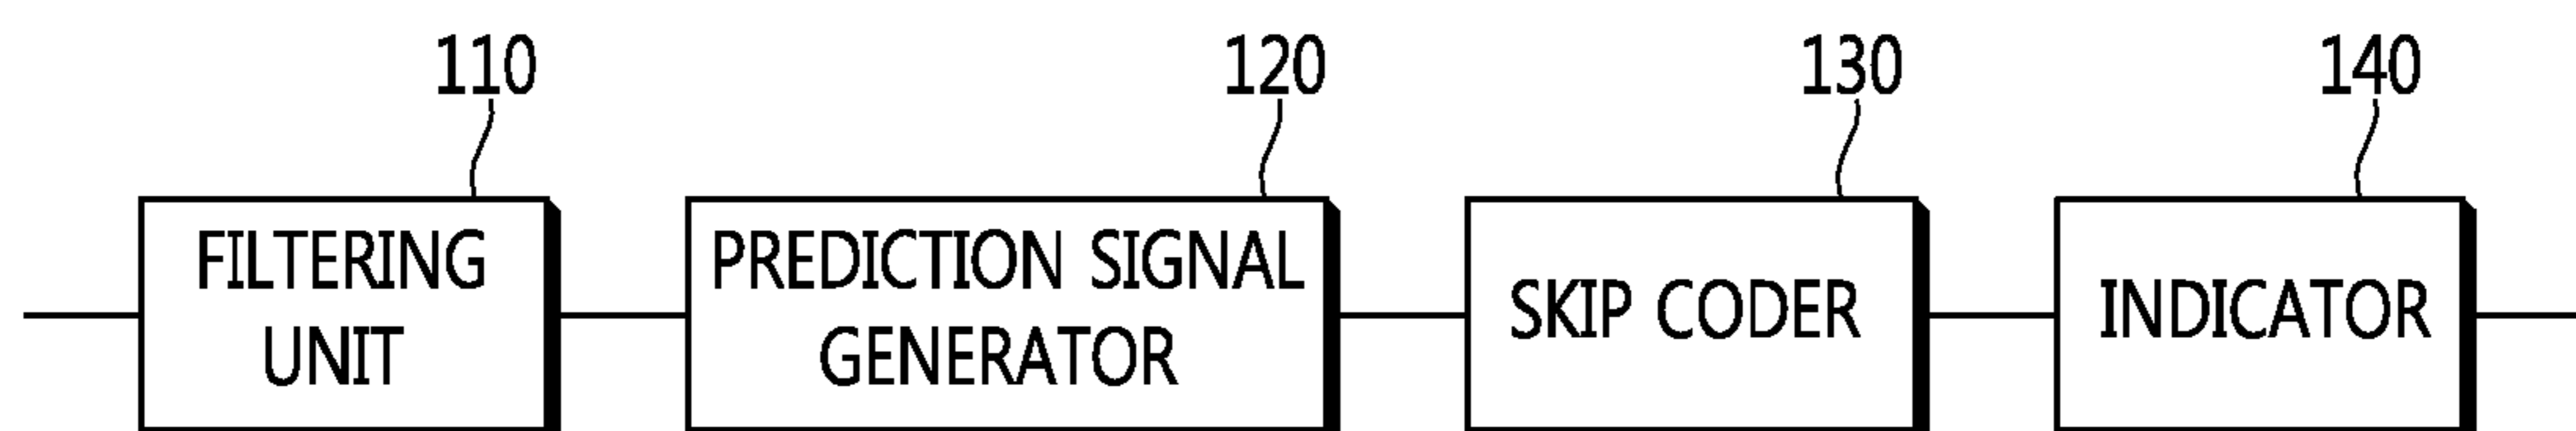 110
120
130
140
FILTERING
UNIT
PREDICTION SIGNAL
GENERATOR
SKIP CODER
INDICATOR